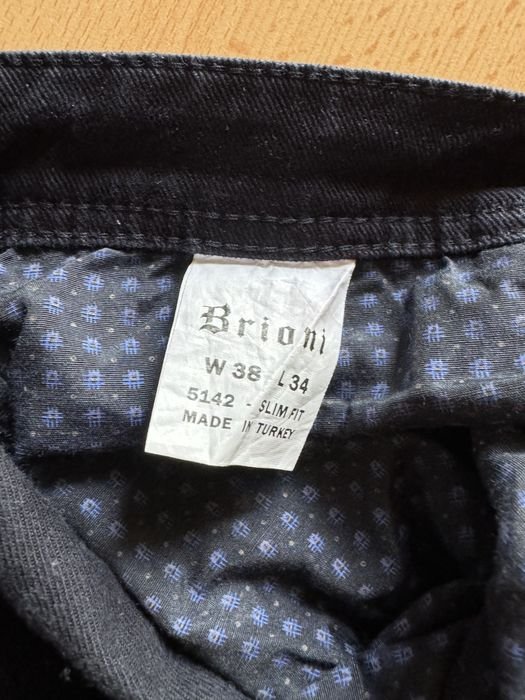 Brioni
W 38 L 34
5142 - SLIM FIT
MADE IN TURKEY